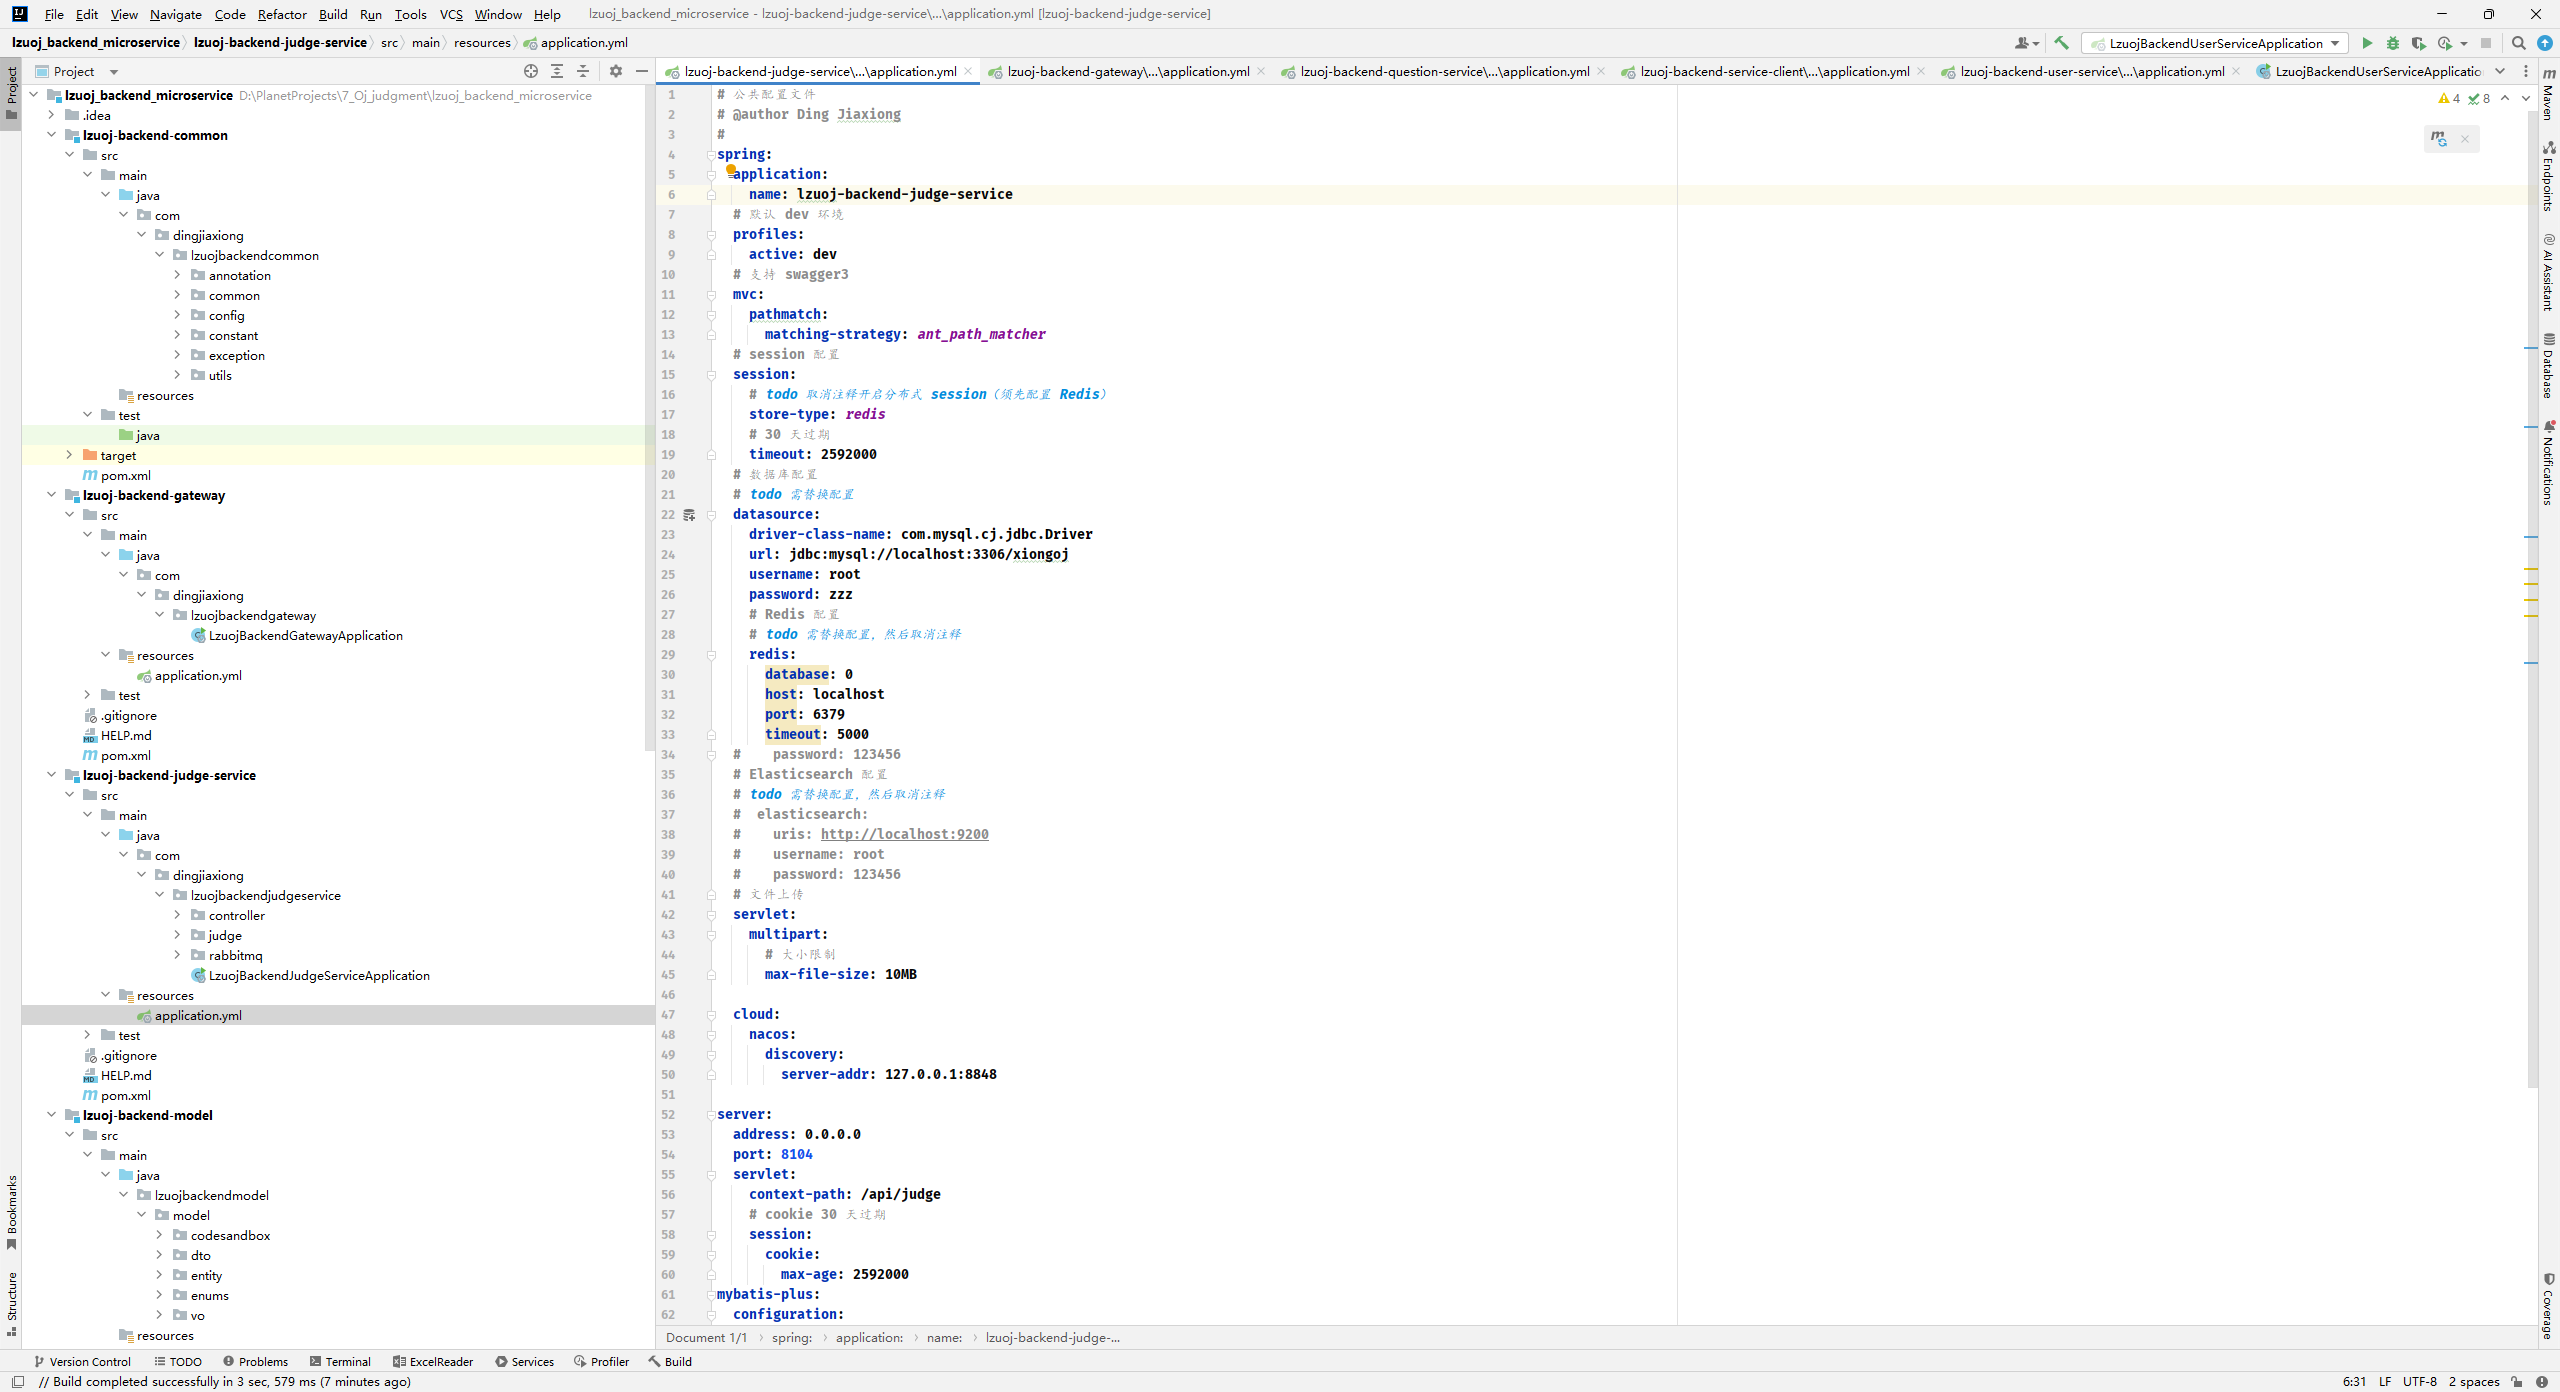 File Edit View Navigate Code Refactor Build Run Tools VCS Window Help lzuoj_backend_microservice - lzuoj-backend-judge-service\...\application.yml [lzuoj-backend-judge-service]
lzuoj_backend_microservice lzuoj-backend-judge-service src main resources application.yml
LzuojBackendUserServiceApplication
Project
lzuoj-backend-judge-service\...\application.yml
lzuoj-backend-gateway\...\application.yml
lzuoj-backend-question-service\...\application.yml
lzuoj-backend-service-client\...\application.yml
lzuoj-backend-user-service\...\application.yml
LzuojBackendUserServiceApplicatio
Project
Bookmarks
Structure
lzuoj_backend_microservice D:\PlanetProjects\7_Oj_judgment\lzuoj_backend_microservice
.idea
lzuoj-backend-common
src
main
java
com
dingjiaxiong
lzuojbackendcommon
annotation
common
config
constant
exception
utils
resources
test
java
target
pom.xml
lzuoj-backend-gateway
src
main
java
com
dingjiaxiong
lzuojbackendgateway
LzuojBackendGatewayApplication
resources
application.yml
test
.gitignore
HELP.md
pom.xml
lzuoj-backend-judge-service
src
main
java
com
dingjiaxiong
lzuojbackendjudgeservice
controller
judge
rabbitmq
LzuojBackendJudgeServiceApplication
resources
application.yml
test
.gitignore
HELP.md
pom.xml
lzuoj-backend-model
src
main
java
lzuojbackendmodel
model
codesandbox
dto
entity
enums
vo
resources
1 # 公共配置文件
2 # @author Ding Jiaxiong
3 #
4 spring:
5 application:
6 name: lzuoj-backend-judge-service
7 # 默认 dev 环境
8 profiles:
9 active: dev
10 # 支持 swagger3
11 mvc:
12 pathmatch:
13 matching-strategy: ant_path_matcher
14 # session 配置
15 session:
16 # todo 取消注释开启分布式 session（须先配置 Redis）
17 store-type: redis
18 # 30 天过期
19 timeout: 2592000
20 # 数据库配置
21 # todo 需替换配置
22 datasource:
23 driver-class-name: com.mysql.cj.jdbc.Driver
24 url: jdbc:mysql://localhost:3306/xiongoj
25 username: root
26 password: zzz
27 # Redis 配置
28 # todo 需替换配置，然后取消注释
29 redis:
30 database: 0
31 host: localhost
32 port: 6379
33 timeout: 5000
34 # password: 123456
35 # Elasticsearch 配置
36 # todo 需替换配置，然后取消注释
37 # elasticsearch:
38 # uris: http://localhost:9200
39 # username: root
40 # password: 123456
41 # 文件上传
42 servlet:
43 multipart:
44 # 大小限制
45 max-file-size: 10MB
46
47 cloud:
48 nacos:
49 discovery:
50 server-addr: 127.0.0.1:8848
51
52 server:
53 address: 0.0.0.0
54 port: 8104
55 servlet:
56 context-path: /api/judge
57 # cookie 30 天过期
58 session:
59 cookie:
60 max-age: 2592000
61 mybatis-plus:
62 configuration:
4 8
Maven
Endpoints
AI Assistant
Database
Notifications
Coverage
Document 1/1 spring: application: name: lzuoj-backend-judge-...
Version Control TODO Problems Terminal ExcelReader Services Profiler Build
// Build completed successfully in 3 sec, 579 ms (7 minutes ago)
6:31 LF UTF-8 2 spaces